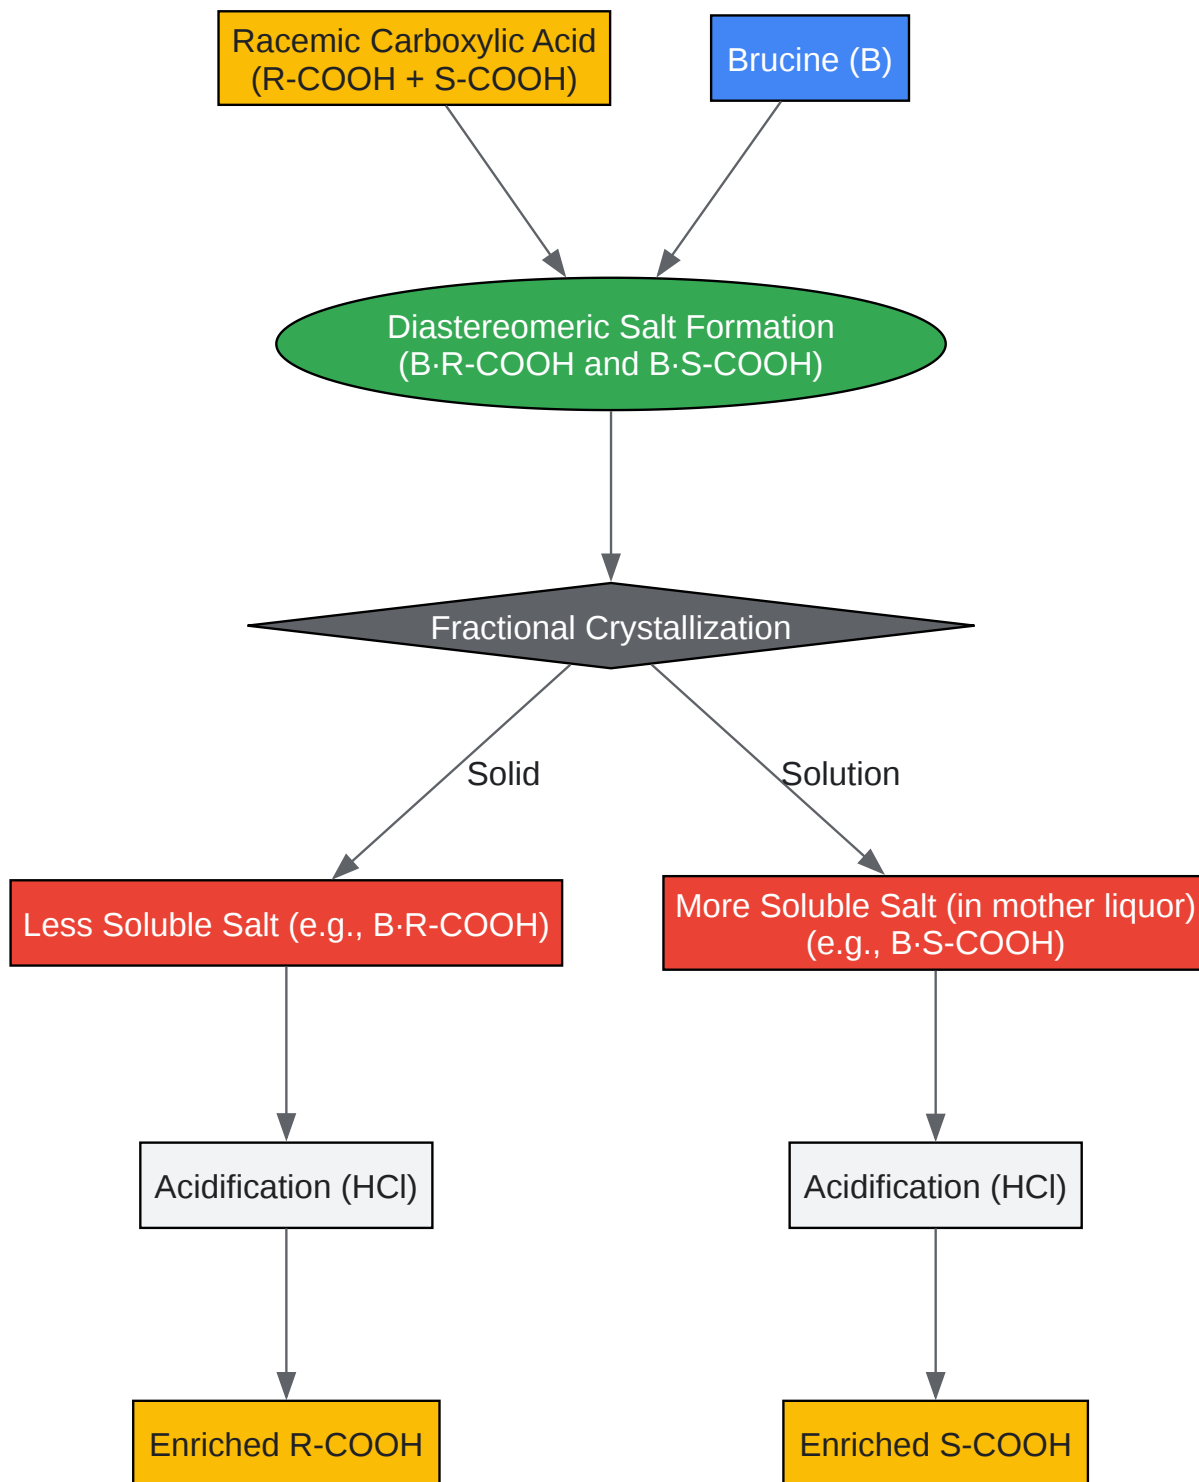 Racemic Carboxylic Acid
(R-COOH + S-COOH)
Brucine (B)
Diastereomeric Salt Formation
(B·R-COOH and B·S-COOH)
Fractional Crystallization
Solid
Solution
Less Soluble Salt (e.g., B·R-COOH)
More Soluble Salt (in mother liquor)
(e.g., B·S-COOH)
Acidification (HCl)
Acidification (HCl)
Enriched R-COOH
Enriched S-COOH